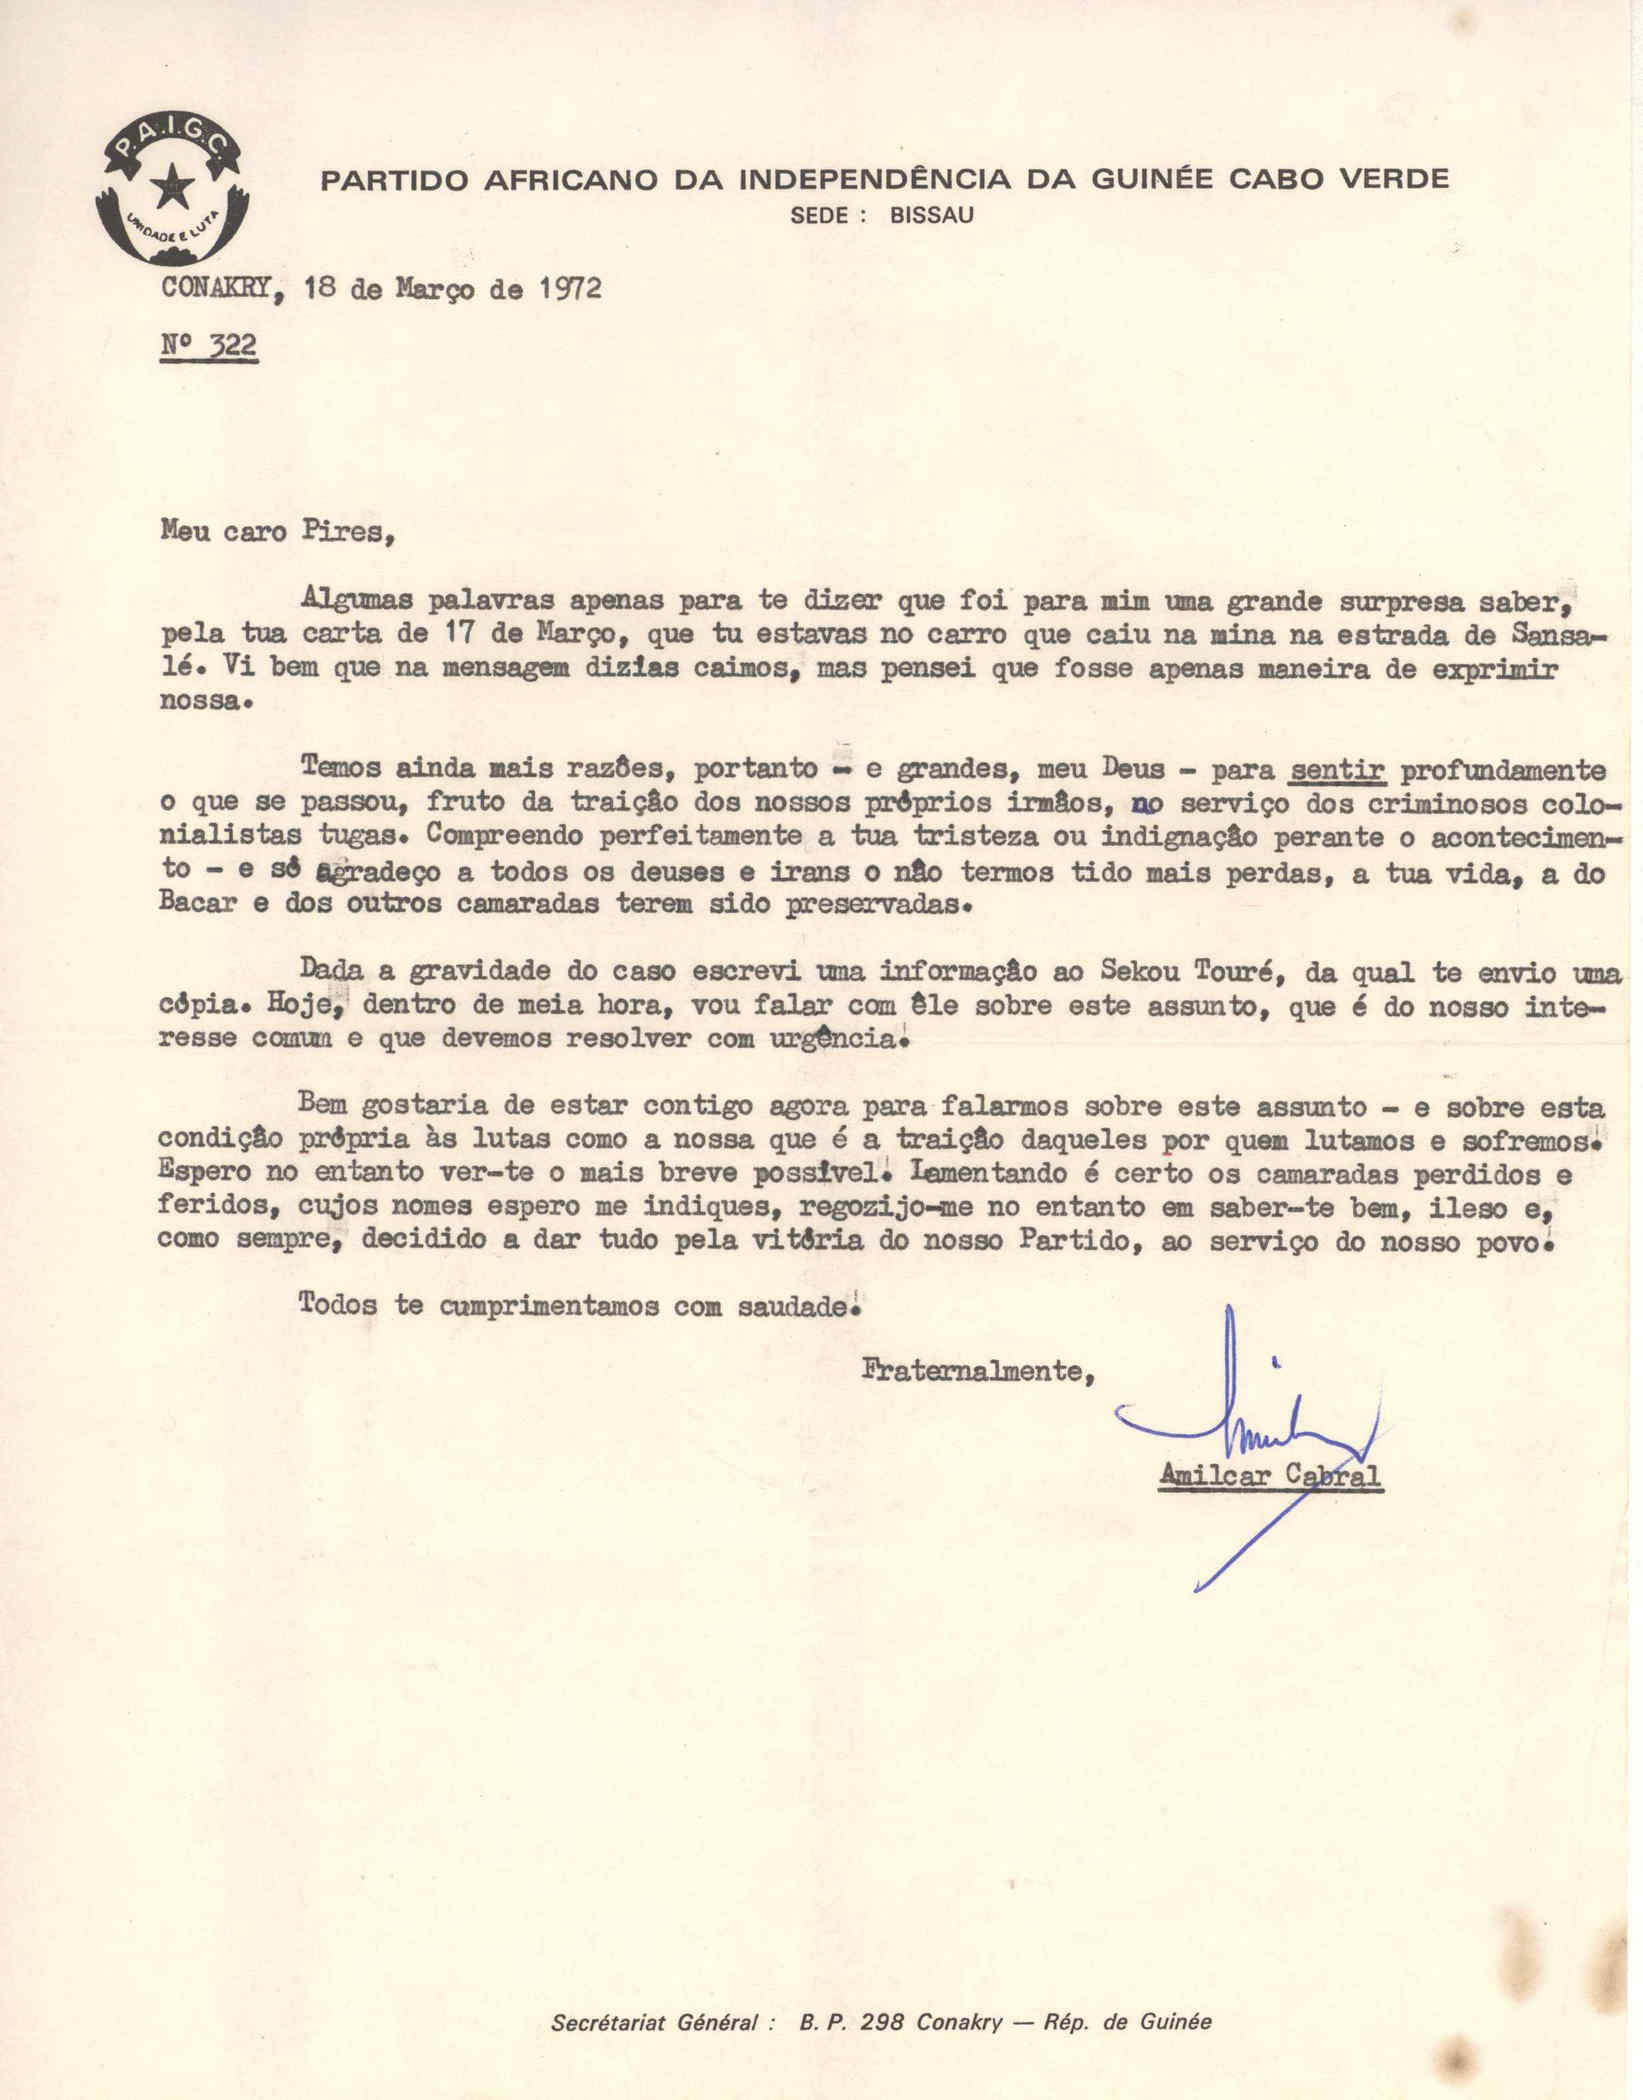 P.A.I.G.C.
UNIDADE E LUTA
PARTIDO AFRICANO DA INDEPENDÊNCIA DA GUINÉE CABO VERDE
SEDE : BISSAU
CONAKRY, 18 de Março de 1972
Nº 322
Meu caro Pires,
Algumas palavras apenas para te dizer que foi para mim uma grande surpresa saber,
pela tua carta de 17 de Março, que tu estavas no carro que caiu na mina na estrada de Sansa-
lé. Vi bem que na mensagem dizias caimos, mas pensei que fosse apenas maneira de exprimir
nossa.
Temos ainda mais razôes, portanto - e grandes, meu Deus - para sentir profundamente
o que se passou, fruto da traiçâo dos nossos próprios irmâos, no serviço dos criminosos colo-
nialistas tugas. Compreendo perfeitamente a tua tristeza ou indignaçâo perante o acontecimen-
to - e só agradeço a todos os deuses e irans o nâo termos tido mais perdas, a tua vida, a do
Bacar e dos outros camaradas terem sido preservadas.
Dada a gravidade do caso escrevi uma informaçâo ao Sekou Touré, da qual te envio uma
cópia. Hoje, dentro de meia hora, vou falar com êle sobre este assunto, que é do nosso inte-
resse comum e que devemos resolver com urgência.
Bem gostaria de estar contigo agora para falarmos sobre este assunto - e sobre esta
condiçâo própria às lutas como a nossa que é a traiçâo daqueles por quem lutamos e sofremos.
Espero no entanto ver-te o mais breve possível. Lamentando é certo os camaradas perdidos e
feridos, cujos nomes espero me indiques, regozijo-me no entanto em saber-te bem, ileso e,
como sempre, decidido a dar tudo pela vitória do nosso Partido, ao serviço do nosso povo.
Todos te cumprimentamos com saudade.
Fraternalmente,
Amilcar Cabral
Secrétariat Général : B. P. 298 Conakry — Rép. de Guinée